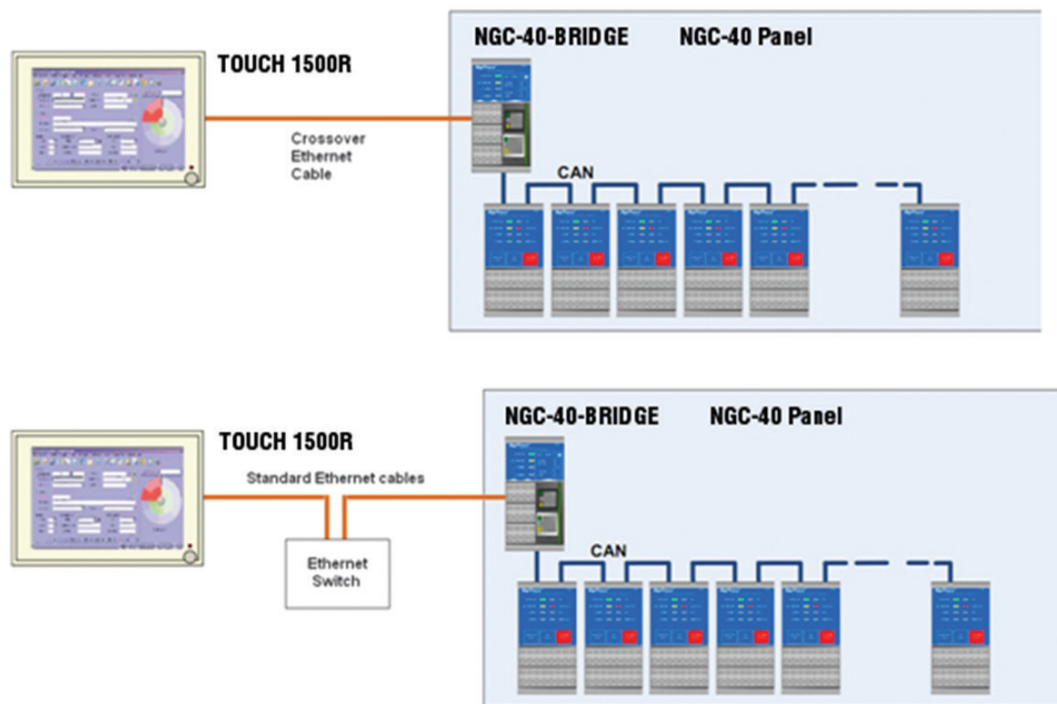 NGC-40-BRIDGE NGC-40 Panel
TOUCH 1500R
Crossover
Ethernet
Cable
CAN
NGC-40-BRIDGE NGC-40 Panel
TOUCH 1500R
Standard Ethernet cables
Ethernet
Switch
CAN